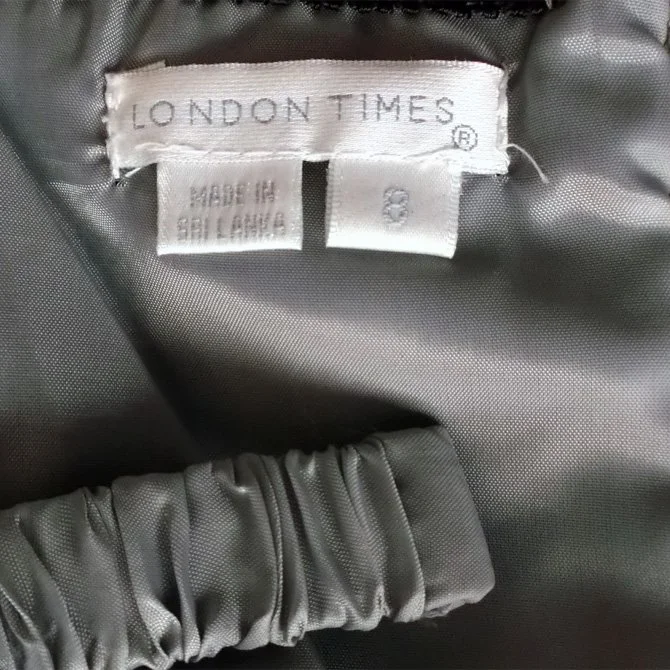 LONDON TIMES
®
MADE IN
SRI LANKA
8